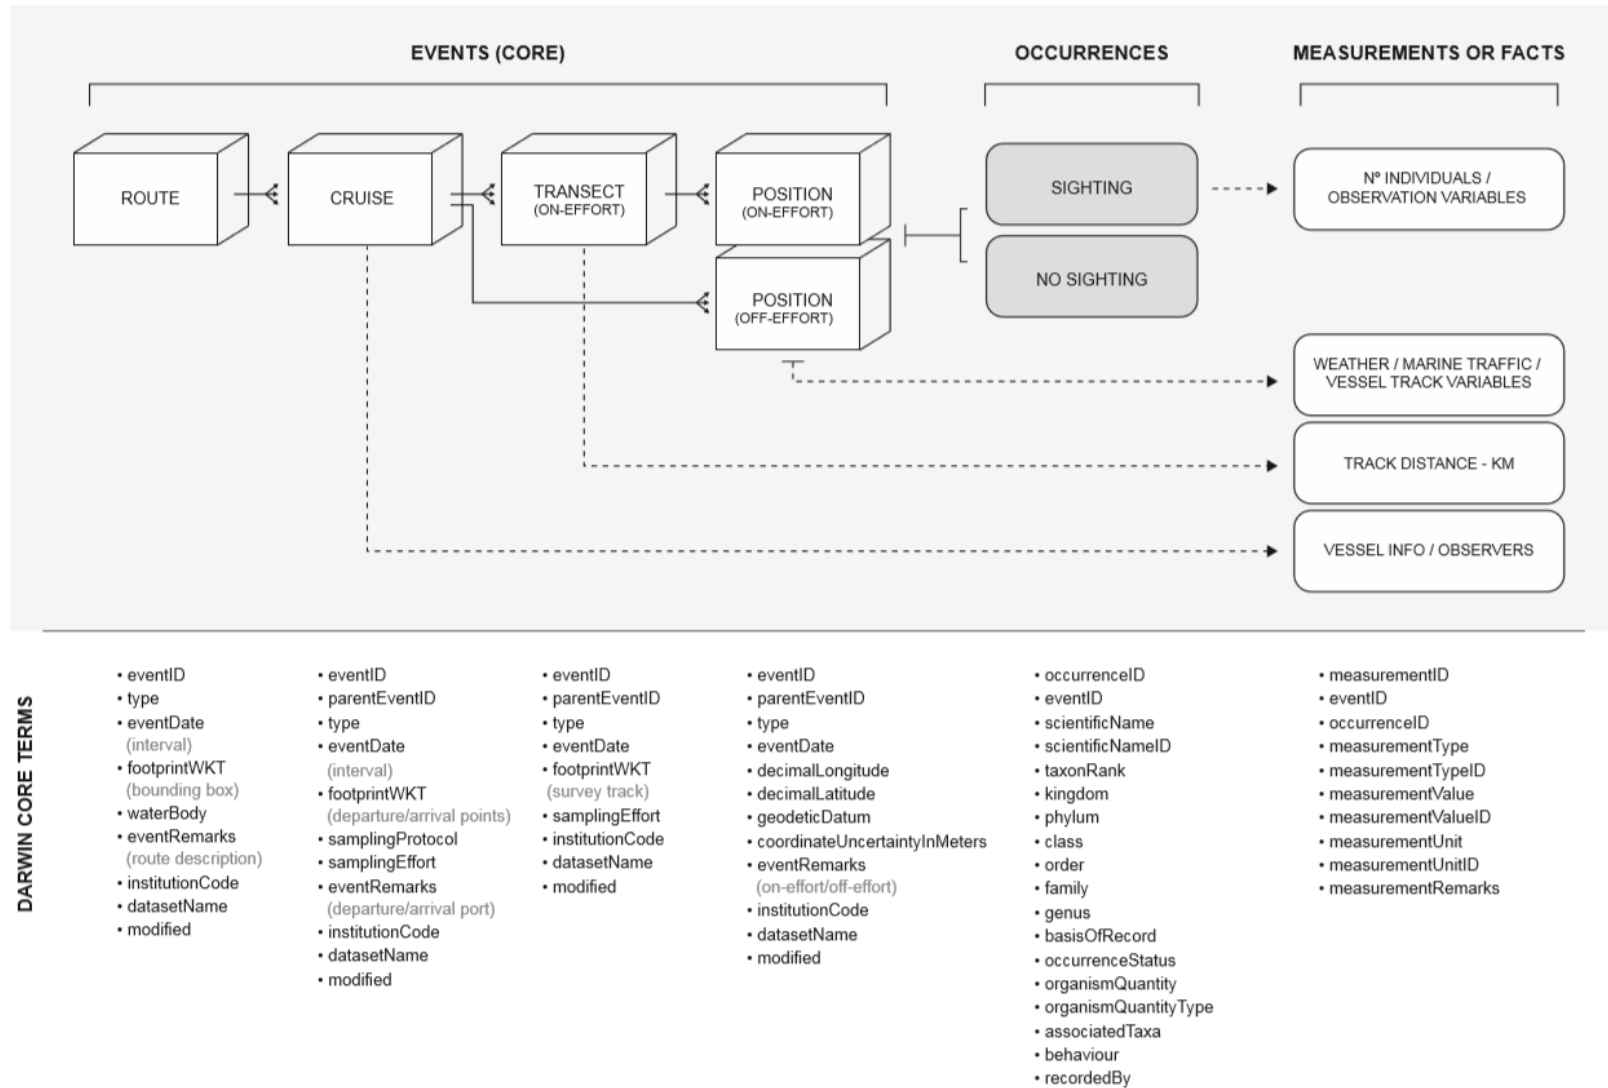 EVENTS (CORE)
OCCURRENCES
MEASUREMENTS OR FACTS
ROUTE
CRUISE
TRANSECT
(ON-EFFORT)
POSITION
(ON-EFFORT)
POSITION
(OFF-EFFORT)
SIGHTING
NO SIGHTING
Nº INDIVIDUALS /
OBSERVATION VARIABLES
WEATHER / MARINE TRAFFIC /
VESSEL TRACK VARIABLES
TRACK DISTANCE - KM
VESSEL INFO / OBSERVERS
DARWIN CORE TERMS
• eventID
• type
• eventDate
(interval)
• footprintWKT
(bounding box)
• waterBody
• eventRemarks
(route description)
• institutionCode
• datasetName
• modified
• eventID
• parentEventID
• type
• eventDate
(interval)
• footprintWKT
(departure/arrival points)
• samplingProtocol
• samplingEffort
• eventRemarks
(departure/arrival port)
• institutionCode
• datasetName
• modified
• eventID
• parentEventID
• type
• eventDate
• footprintWKT
(survey track)
• samplingEffort
• institutionCode
• datasetName
• modified
• eventID
• parentEventID
• type
• eventDate
• decimalLongitude
• decimalLatitude
• geodeticDatum
• coordinateUncertaintyInMeters
• eventRemarks
(on-effort/off-effort)
• institutionCode
• datasetName
• modified
• occurrenceID
• eventID
• scientificName
• scientificNameID
• taxonRank
• kingdom
• phylum
• class
• order
• family
• genus
• basisOfRecord
• occurrenceStatus
• organismQuantity
• organismQuantityType
• associatedTaxa
• behaviour
• recordedBy
• measurementID
• eventID
• occurrenceID
• measurementType
• measurementTypeID
• measurementValue
• measurementValueID
• measurementUnit
• measurementUnitID
• measurementRemarks